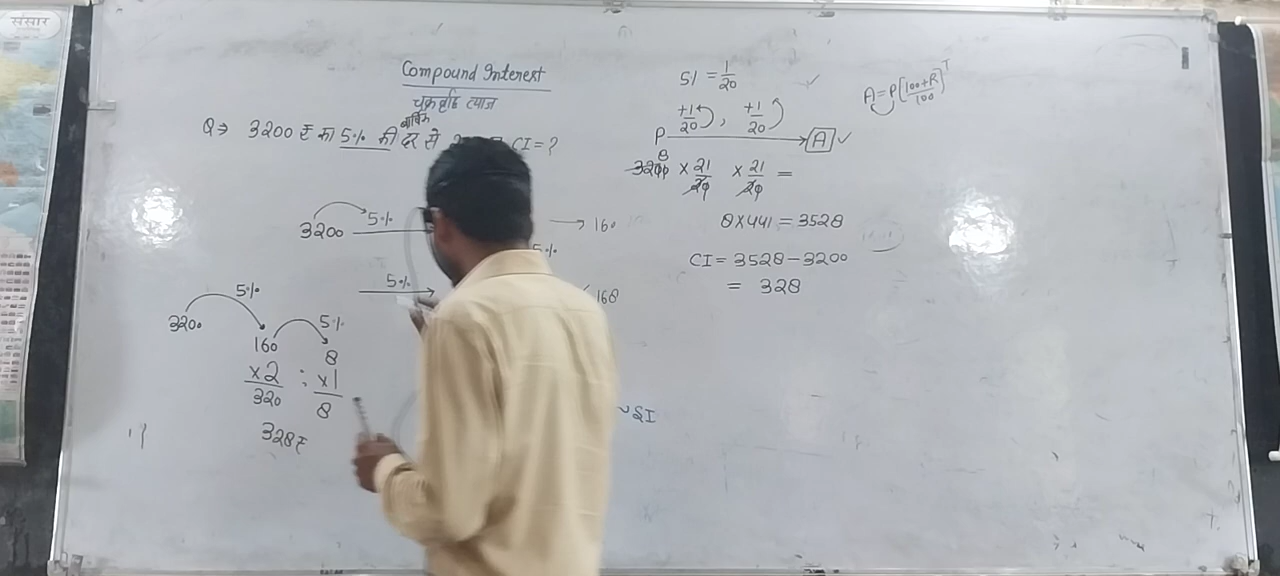 संसार
Compound Interest
चक्रवृद्धि ब्याज
वार्षिक
Q⇒ 3200 ₹ का 5% की दर से CI = ?
3200 5% → 160
5%
5% 168
3200 5% 160 5% 8
×2 : ×1
320 8
328₹
SI
5% = 1/20
P +1/20 , +1/20 → A ✓
3200 8 × 21/20 × 21/20 =
8×441 = 3528
CI = 3528 − 3200
= 328
A = P[100+R/100]^T